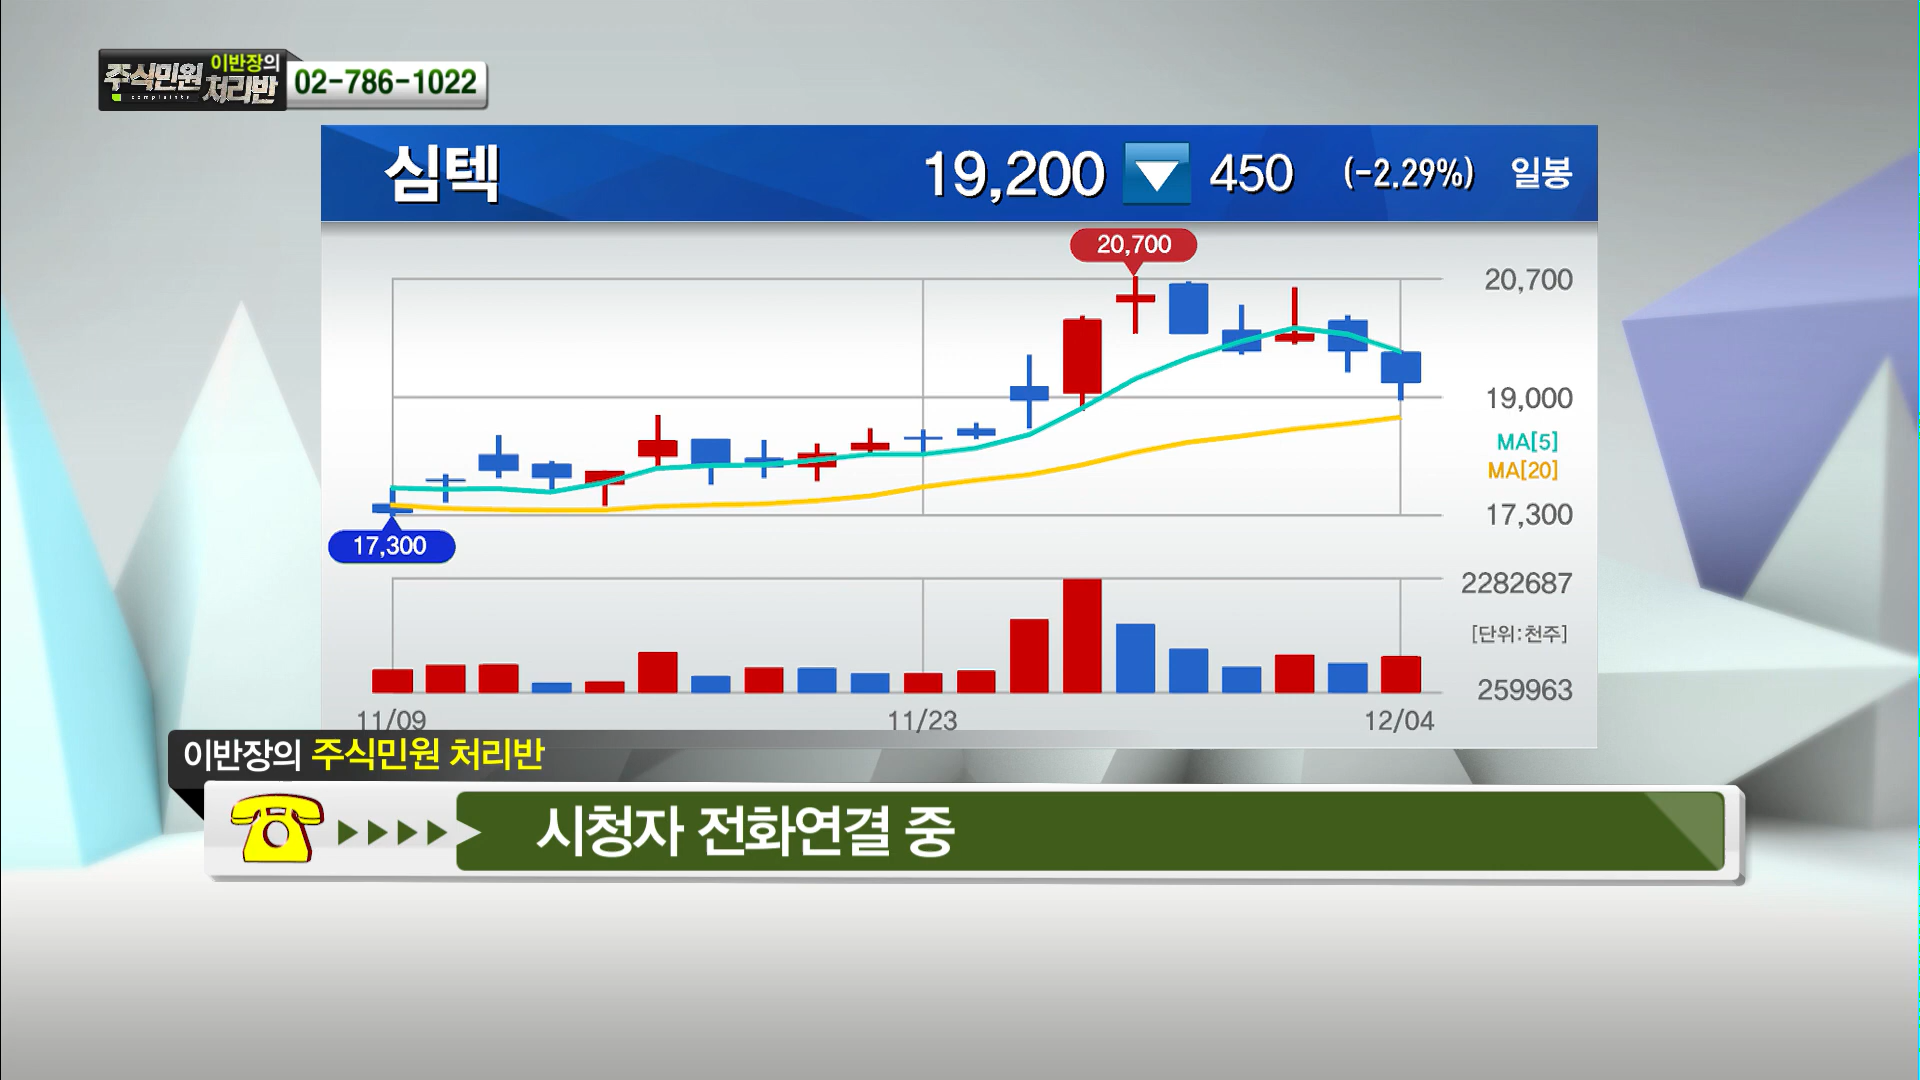 주식민원 이반장의 처리반
complaints
02-786-1022
심텍 19,200 ▼ 450 (-2.29%) 일봉
20,700
20,700
19,000
MA[5]
MA[20]
17,300
17,300
2282687
[단위:천주]
259963
11/09 11/23 12/04
이반장의 주식민원 처리반
시청자 전화연결 중